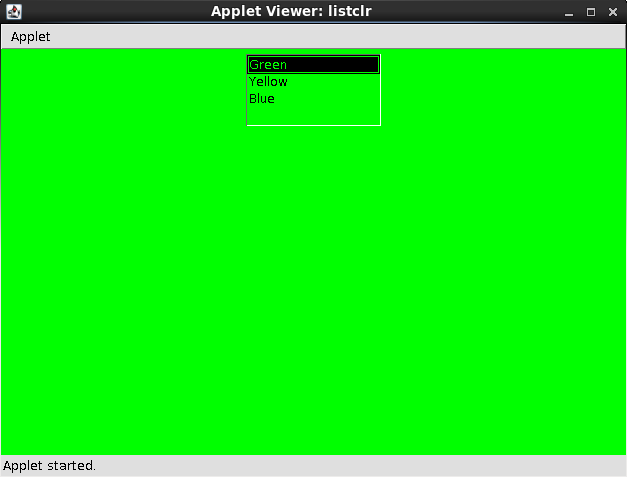 Applet Viewer: listclr
Applet
Green
Yellow
Blue
Applet started.